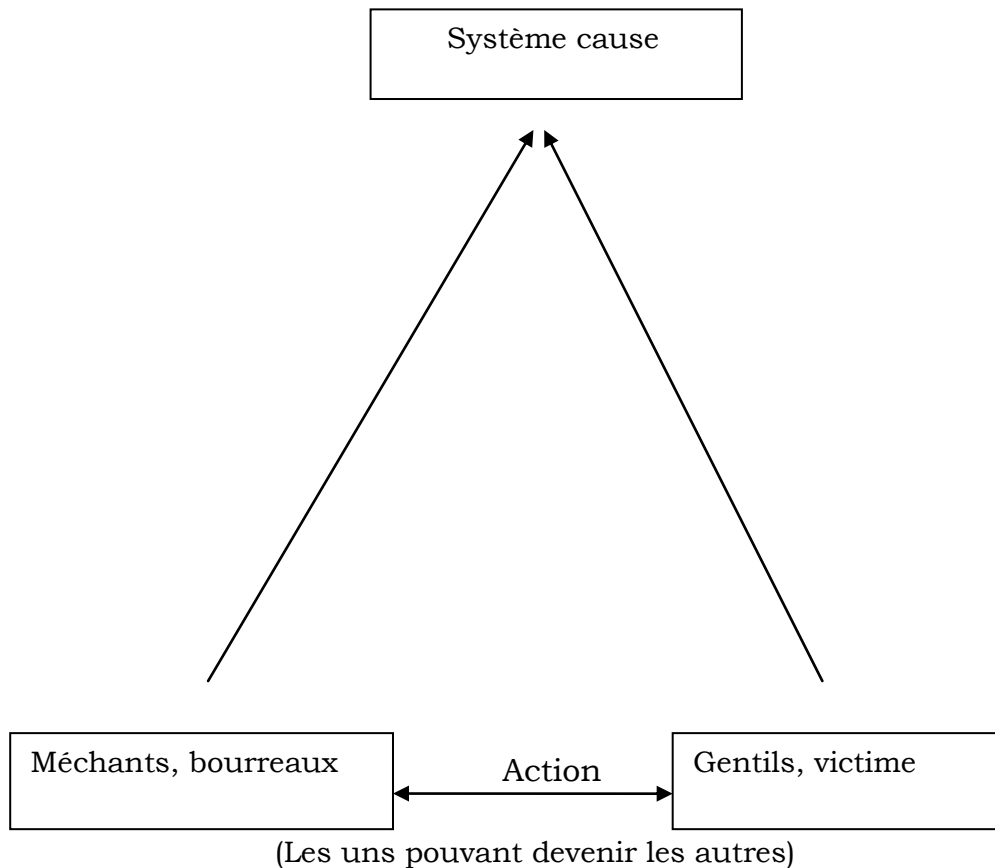 Système cause
Méchants, bourreaux
Action
Gentils, victime
(Les uns pouvant devenir les autres)